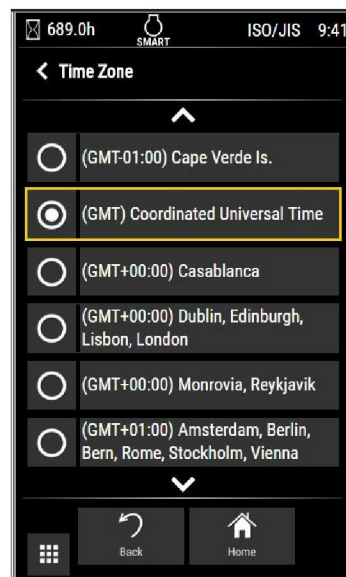 689.0h SMART ISO/JIS 9:41
Time Zone
(GMT-01:00) Cape Verde Is.
(GMT) Coordinated Universal Time
(GMT+00:00) Casablanca
(GMT+00:00) Dublin, Edinburgh,
Lisbon, London
(GMT+00:00) Monrovia, Reykjavik
(GMT+01:00) Amsterdam, Berlin,
Bern, Rome, Stockholm, Vienna
Back Home